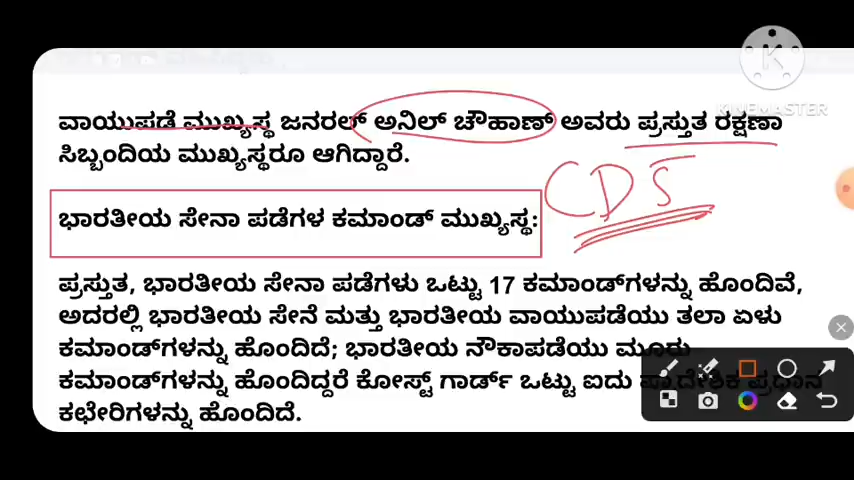 ವಾಯುಪಡೆ ಮುಖ್ಯಸ್ಥ ಜನರಲ್ ಅನಿಲ್ ಚೌಹಾಣ್ ಅವರು ಪ್ರಸ್ತುತ ರಕ್ಷಣಾ
ಸಿಬ್ಬಂದಿಯ ಮುಖ್ಯಸ್ಥರೂ ಆಗಿದ್ದಾರೆ.
CDS
ಭಾರತೀಯ ಸೇನಾ ಪಡೆಗಳ ಕಮಾಂಡ್ ಮುಖ್ಯಸ್ಥ:
ಪ್ರಸ್ತುತ, ಭಾರತೀಯ ಸೇನಾ ಪಡೆಗಳು ಒಟ್ಟು 17 ಕಮಾಂಡ್‌ಗಳನ್ನು ಹೊಂದಿವೆ,
ಅದರಲ್ಲಿ ಭಾರತೀಯ ಸೇನೆ ಮತ್ತು ಭಾರತೀಯ ವಾಯುಪಡೆಯು ತಲಾ ಏಳು
ಕಮಾಂಡ್‌ಗಳನ್ನು ಹೊಂದಿದೆ; ಭಾರತೀಯ ನೌಕಾಪಡೆಯು ಮೂರು
ಕಮಾಂಡ್‌ಗಳನ್ನು ಹೊಂದಿದ್ದರೆ ಕೋಸ್ಟ್ ಗಾರ್ಡ್ ಒಟ್ಟು ಐದು ಪ್ರಾದೇಶಿಕ ಪ್ರಧಾನ
ಕಛೇರಿಗಳನ್ನು ಹೊಂದಿದೆ.
KINEMASTER